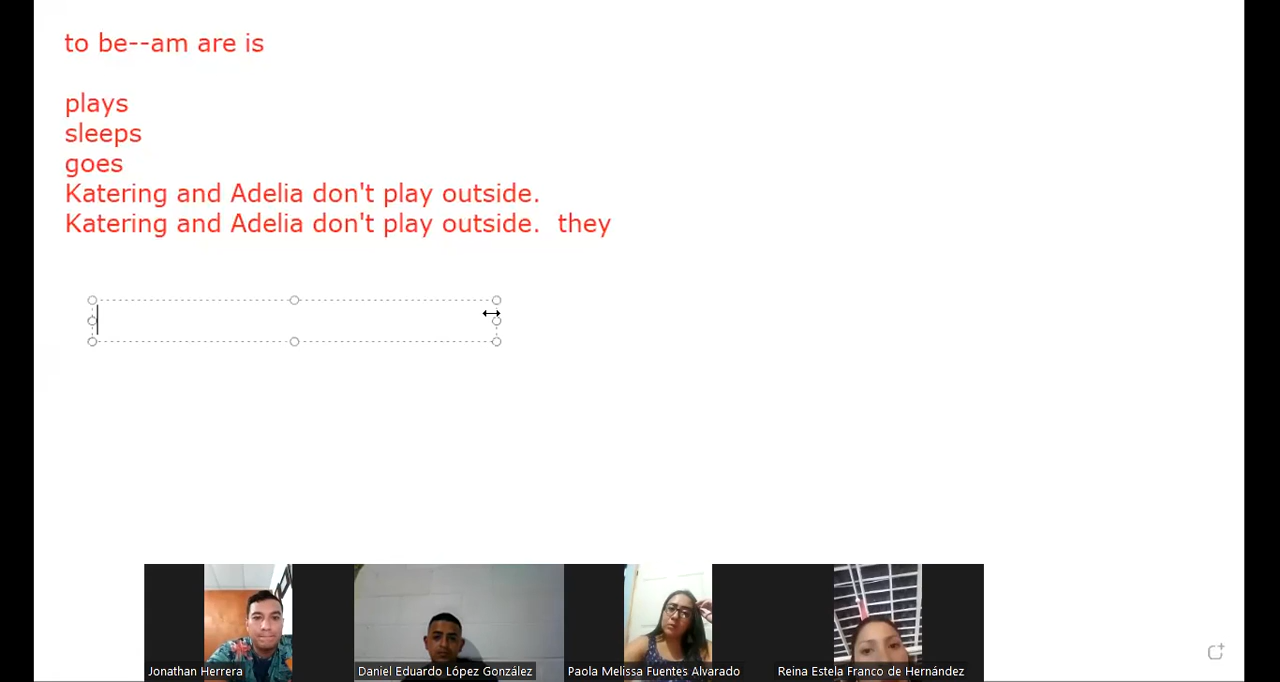 to be--am are is
plays
sleeps
goes
Katering and Adelia don't play outside.
Katering and Adelia don't play outside.  they
Jonathan Herrera
Daniel Eduardo López González
Paola Melissa Fuentes Alvarado
Reina Estela Franco de Hernández